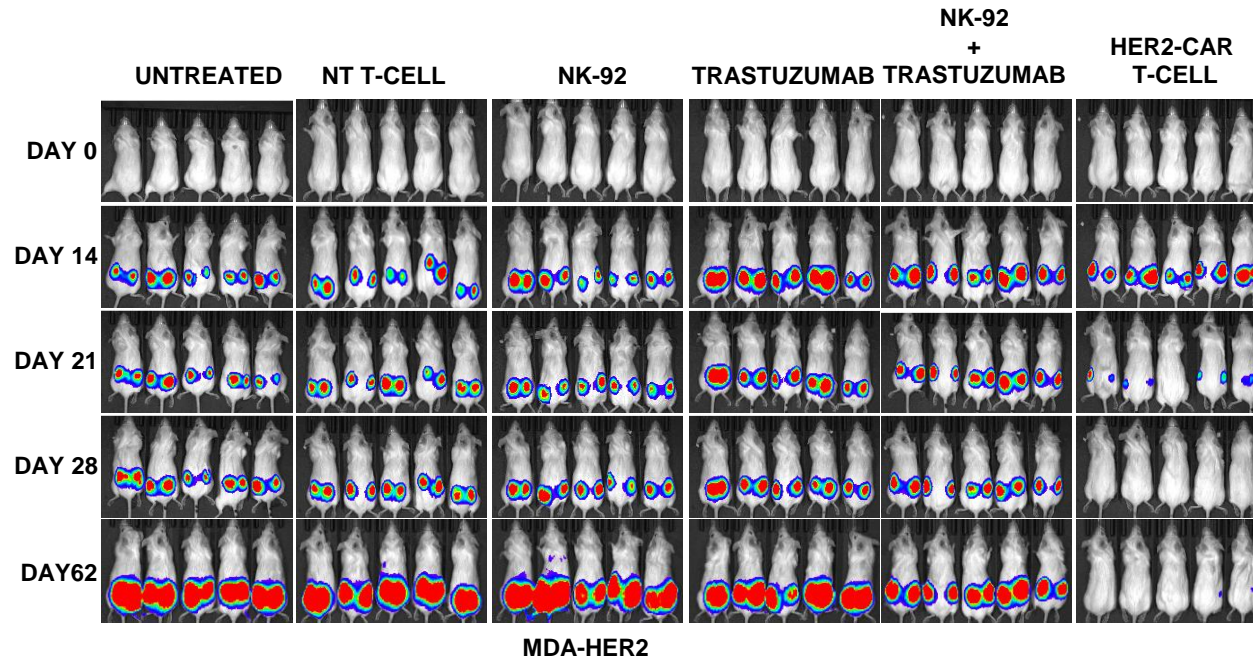 NK-92
+
TRASTUZUMAB
HER2-CAR
T-CELL
UNTREATED
NT T-CELL
NK-92
TRASTUZUMAB
DAY 0
DAY 14
DAY 21
DAY 28
DAY62
MDA-HER2